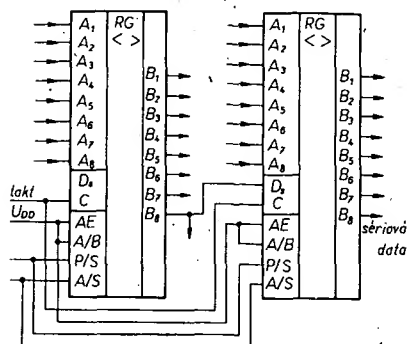 A₁
A₂
A₃
A₄
A₅
A₆
A₇
A₈
Dₛ
C
AE
A/B
P/S
A/S
RG
< >
B₁
B₂
B₃
B₄
B₅
B₆
B₇
B₈
takt
U_DD
A₁
A₂
A₃
A₄
A₅
A₆
A₇
A₈
Dₛ
C
AE
A/B
P/S
A/S
RG
< >
B₁
B₂
B₃
B₄
B₅
B₆
B₇
B₈
sériová
data